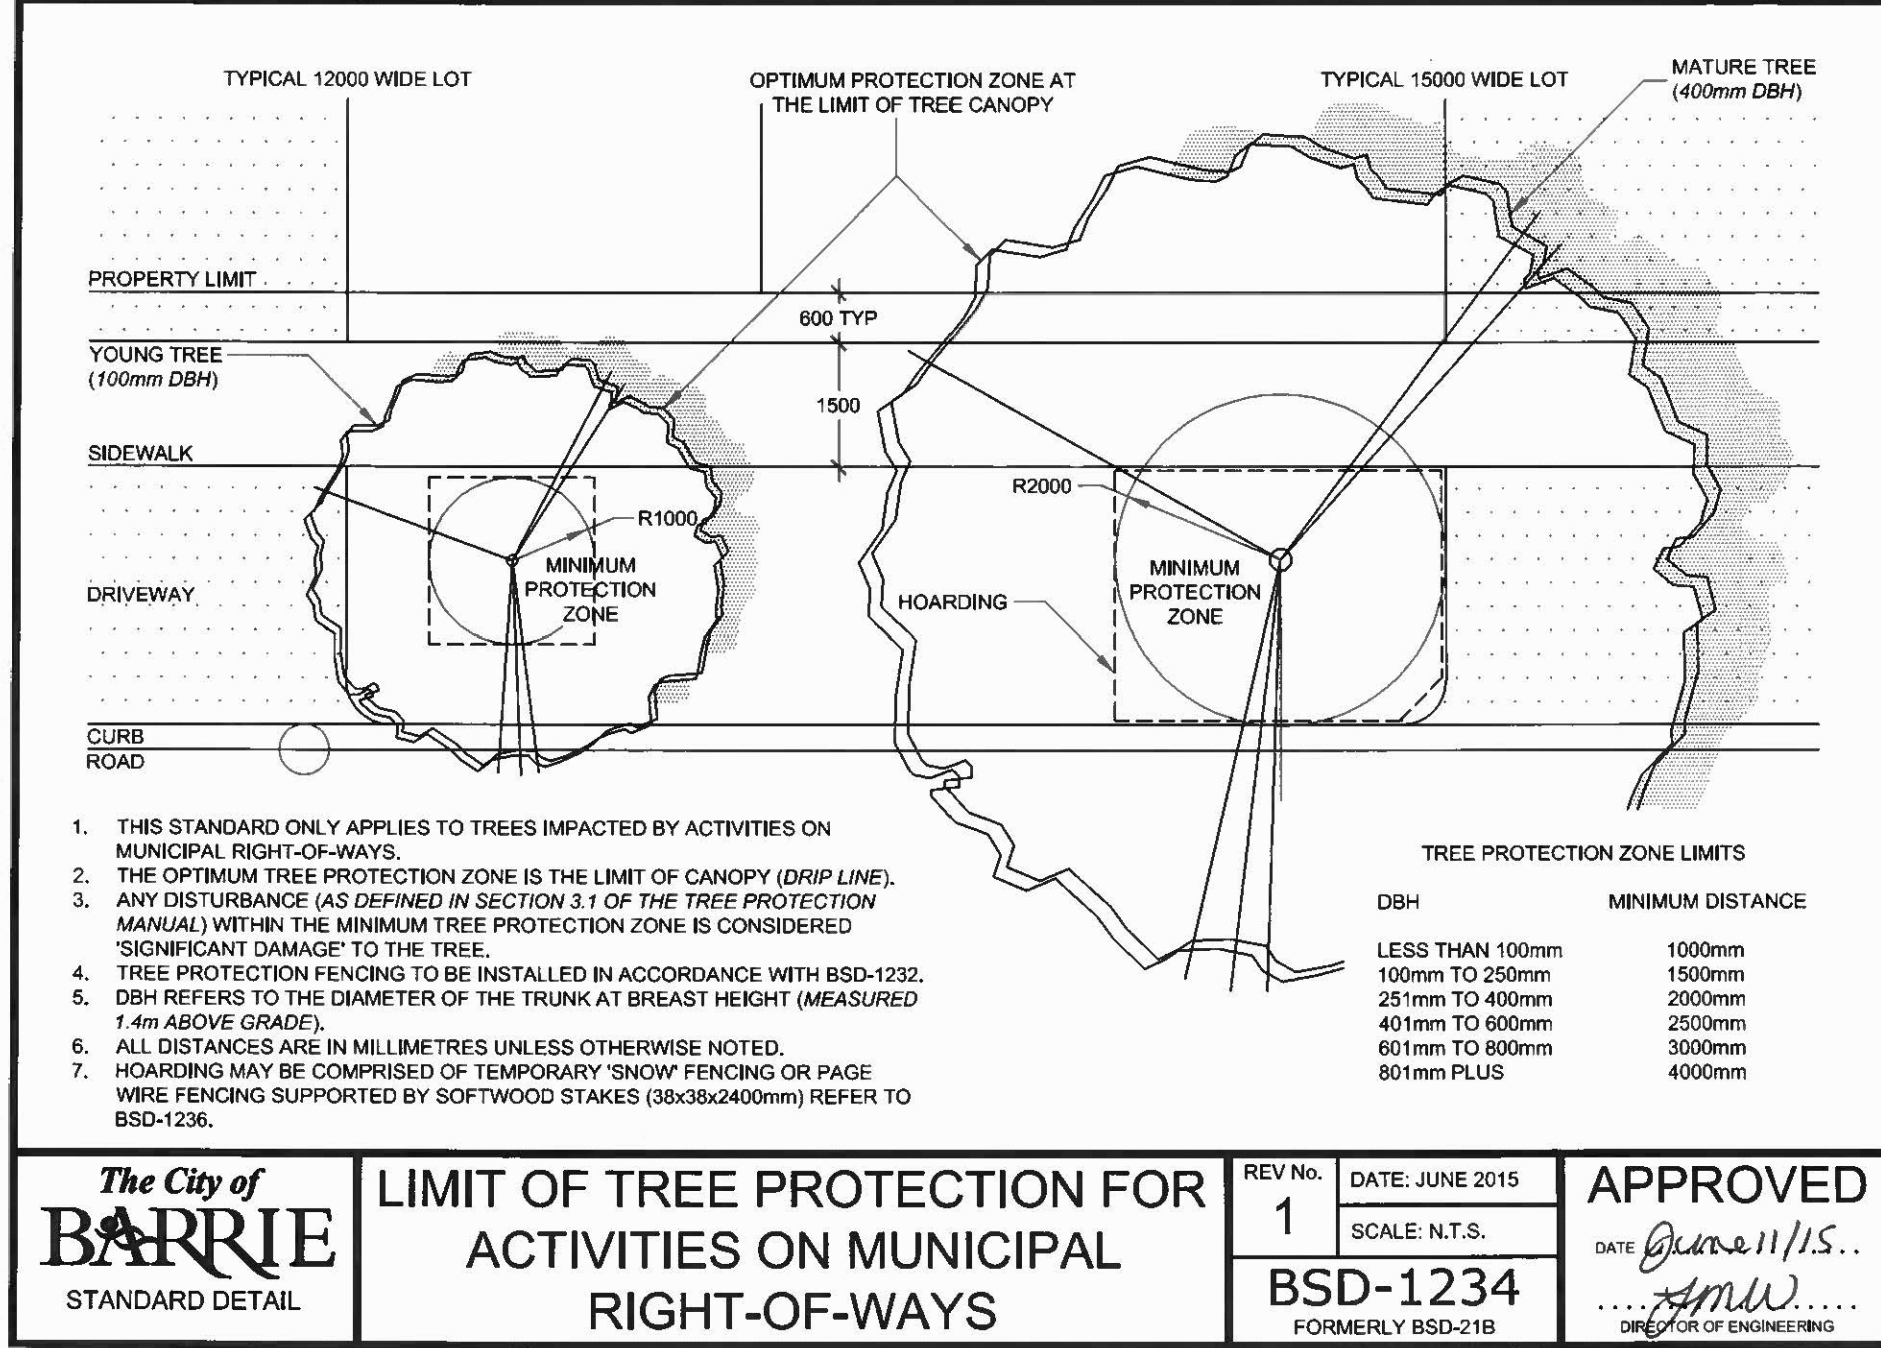 TYPICAL 12000 WIDE LOT
OPTIMUM PROTECTION ZONE AT
THE LIMIT OF TREE CANOPY
TYPICAL 15000 WIDE LOT
MATURE TREE
(400mm DBH)
PROPERTY LIMIT
600 TYP
YOUNG TREE
(100mm DBH)
1500
SIDEWALK
R1000
R2000
MINIMUM
PROTECTION
ZONE
MINIMUM
PROTECTION
ZONE
DRIVEWAY
HOARDING
CURB
ROAD
1. THIS STANDARD ONLY APPLIES TO TREES IMPACTED BY ACTIVITIES ON
MUNICIPAL RIGHT-OF-WAYS.
2. THE OPTIMUM TREE PROTECTION ZONE IS THE LIMIT OF CANOPY (DRIP LINE).
3. ANY DISTURBANCE (AS DEFINED IN SECTION 3.1 OF THE TREE PROTECTION
MANUAL) WITHIN THE MINIMUM TREE PROTECTION ZONE IS CONSIDERED
'SIGNIFICANT DAMAGE' TO THE TREE.
4. TREE PROTECTION FENCING TO BE INSTALLED IN ACCORDANCE WITH BSD-1232.
5. DBH REFERS TO THE DIAMETER OF THE TRUNK AT BREAST HEIGHT (MEASURED
1.4m ABOVE GRADE).
6. ALL DISTANCES ARE IN MILLIMETRES UNLESS OTHERWISE NOTED.
7. HOARDING MAY BE COMPRISED OF TEMPORARY 'SNOW' FENCING OR PAGE
WIRE FENCING SUPPORTED BY SOFTWOOD STAKES (38x38x2400mm) REFER TO
BSD-1236.
TREE PROTECTION ZONE LIMITS
DBH MINIMUM DISTANCE
LESS THAN 100mm 1000mm
100mm TO 250mm 1500mm
251mm TO 400mm 2000mm
401mm TO 600mm 2500mm
601mm TO 800mm 3000mm
801mm PLUS 4000mm
The City of
BARRIE
STANDARD DETAIL
LIMIT OF TREE PROTECTION FOR
ACTIVITIES ON MUNICIPAL
RIGHT-OF-WAYS
REV No.
1
DATE: JUNE 2015
SCALE: N.T.S.
BSD-1234
FORMERLY BSD-21B
APPROVED
DATE June 11/15..
DIRECTOR OF ENGINEERING